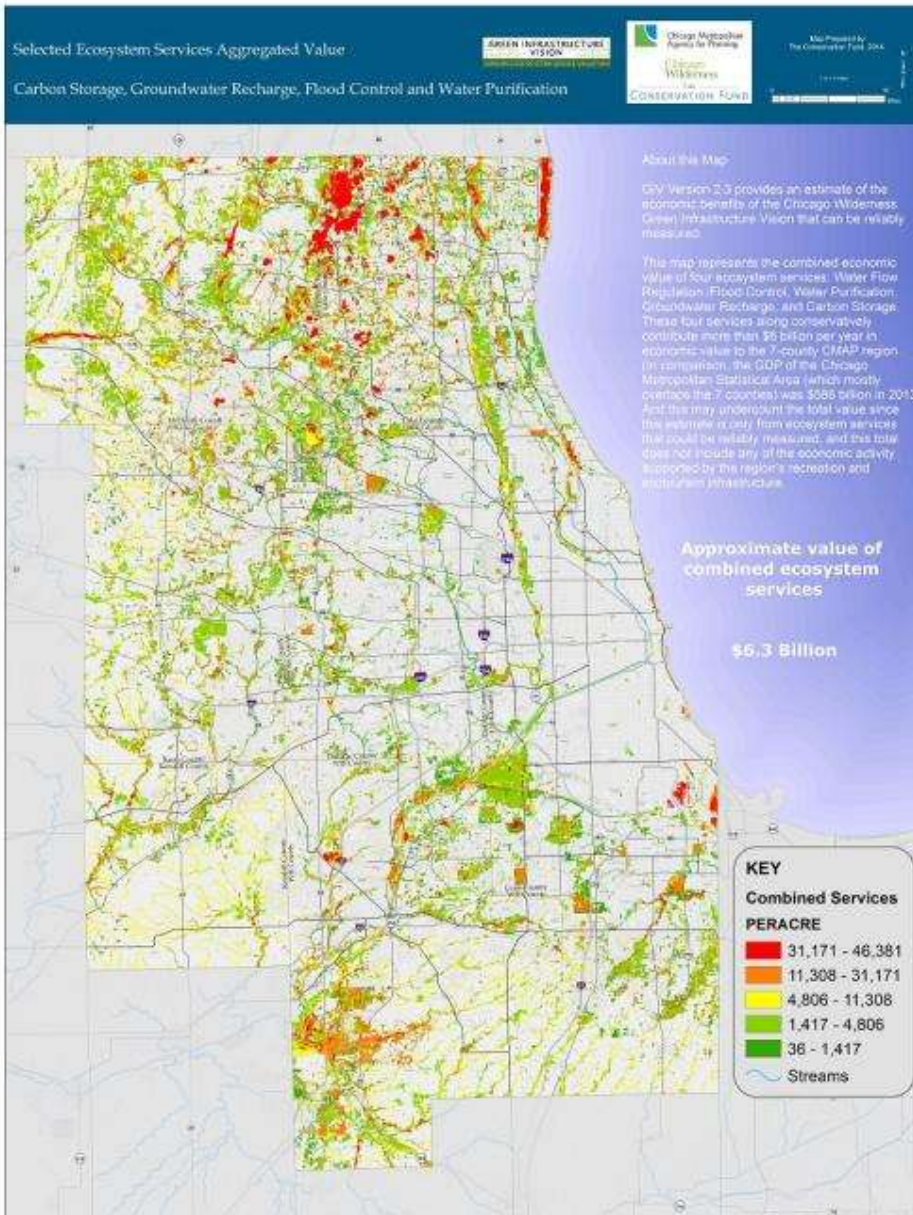 Selected Ecosystem Services Aggregated Value
Carbon Storage, Groundwater Recharge, Flood Control and Water Purification
GREEN INFRASTRUCTURE
VISION
Chicago Metropolitan
Agency for Planning
Chicago
Wilderness
THE
CONSERVATION FUND
Map Prepared by
The Conservation Fund, 2014
About this Map
GIV Version 2.3 provides an estimate of the
economic benefits of the Chicago Wilderness
Green Infrastructure Vision that can be reliably
measured.
This map represents the combined economic
value of four ecosystem services: Water Flow
Regulation /Flood Control, Water Purification,
Groundwater Recharge, and Carbon Storage.
These four services along conservatively
contribute more than $6 billion per year in
economic value to the 7-county CMAP region
(in comparison, the GDP of the Chicago
Metropolitan Statistical Area (which mostly
overlaps the 7 counties) was $586 billion in
And this may undercount the total value since
this estimate is only from ecosystem services
that could be reliably measured, and this total
does not include any of the economic activity
supported by the region's recreation and
ecotourism infrastructure.
Approximate value of
combined ecosystem
services
$6.3 Billion
KEY
Combined Services
PERACRE
31,171 - 46,381
11,308 - 31,171
4,806 - 11,308
1,417 - 4,806
36 - 1,417
Streams